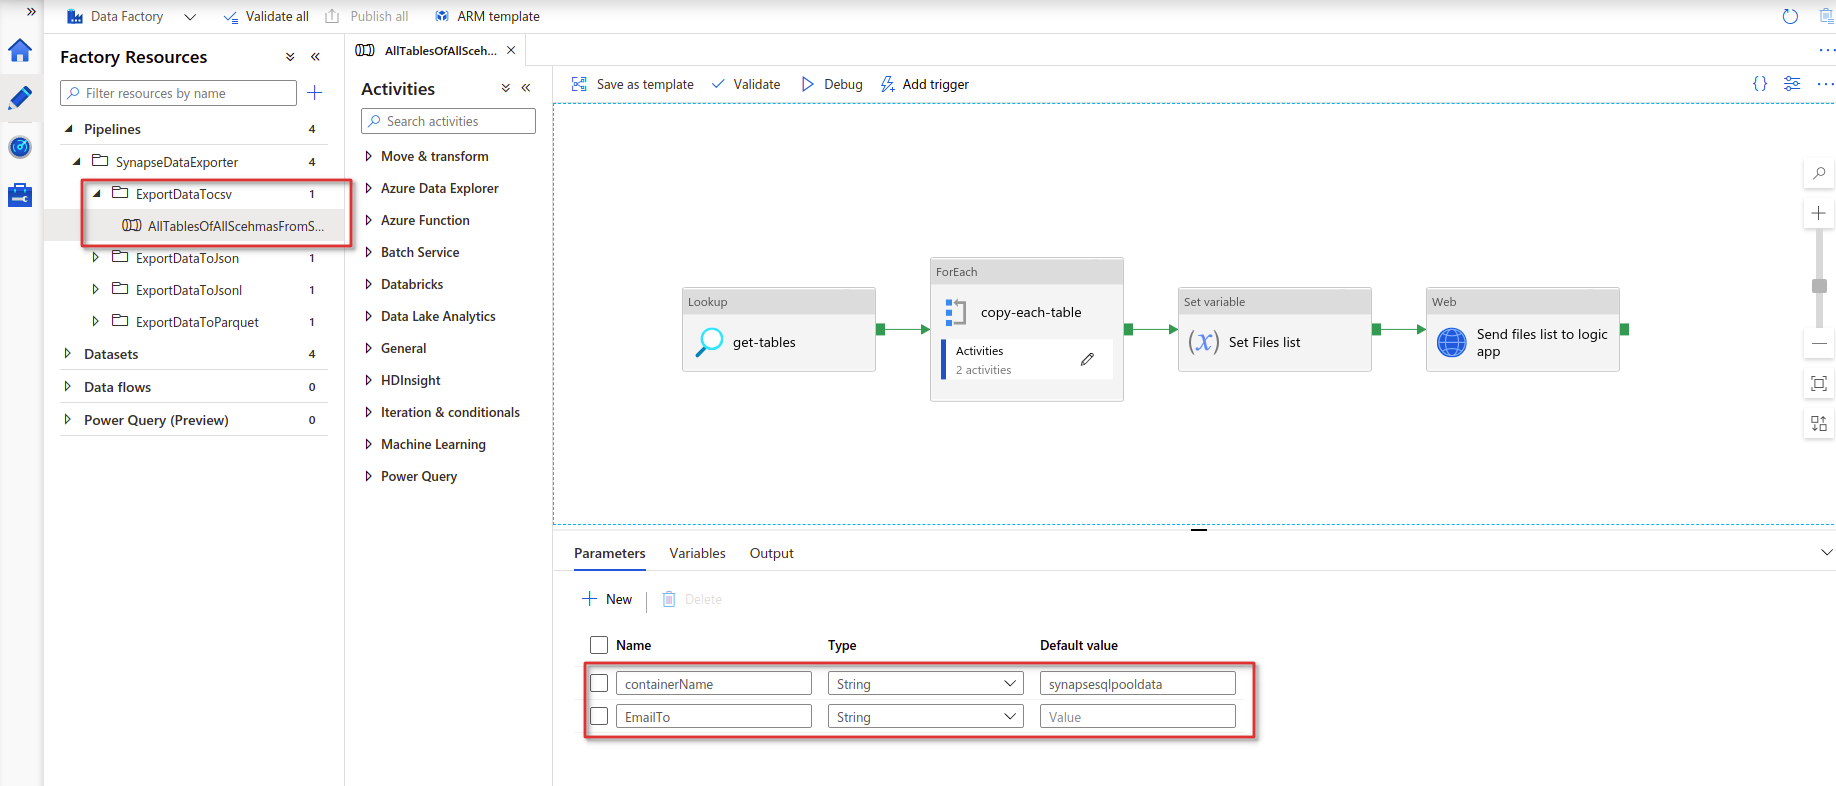 Data Factory
Validate all
Publish all
ARM template
Factory Resources
Filter resources by name
Pipelines 4
SynapseDataExporter 4
ExportDataTocsv 1
AllTablesOfAllScehmasFromS...
ExportDataToJson 1
ExportDataToJsonl 1
ExportDataToParquet 1
Datasets 4
Data flows 0
Power Query (Preview) 0
AllTablesOfAllSceh...
Activities
Search activities
Move & transform
Azure Data Explorer
Azure Function
Batch Service
Databricks
Data Lake Analytics
General
HDInsight
Iteration & conditionals
Machine Learning
Power Query
Save as template
Validate
Debug
Add trigger
Lookup
get-tables
ForEach
copy-each-table
Activities
2 activities
Set variable
(x) Set Files list
Web
Send files list to logic
app
Parameters Variables Output
New
Delete
Name Type Default value
containerName String synapsesqlpooldata
EmailTo String Value